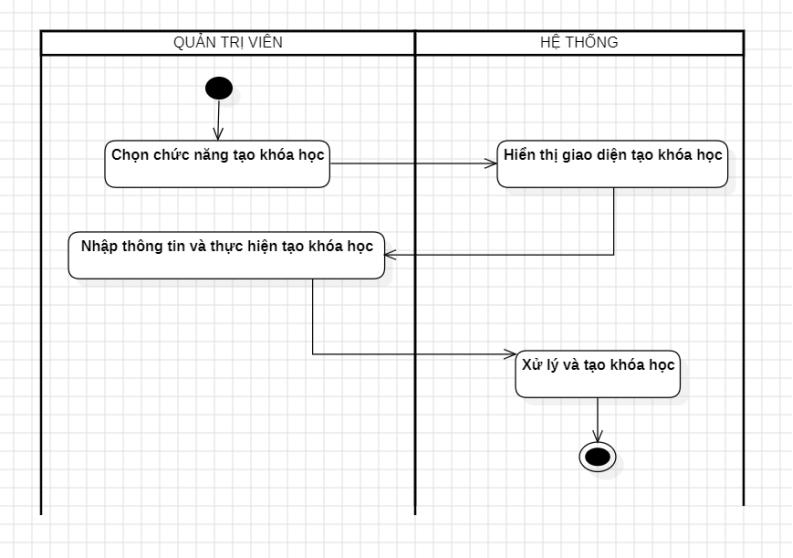 QUẢN TRỊ VIÊN
HỆ THỐNG
Chọn chức năng tạo khóa học
Hiển thị giao diện tạo khóa học
Nhập thông tin và thực hiện tạo khóa học
Xử lý và tạo khóa học